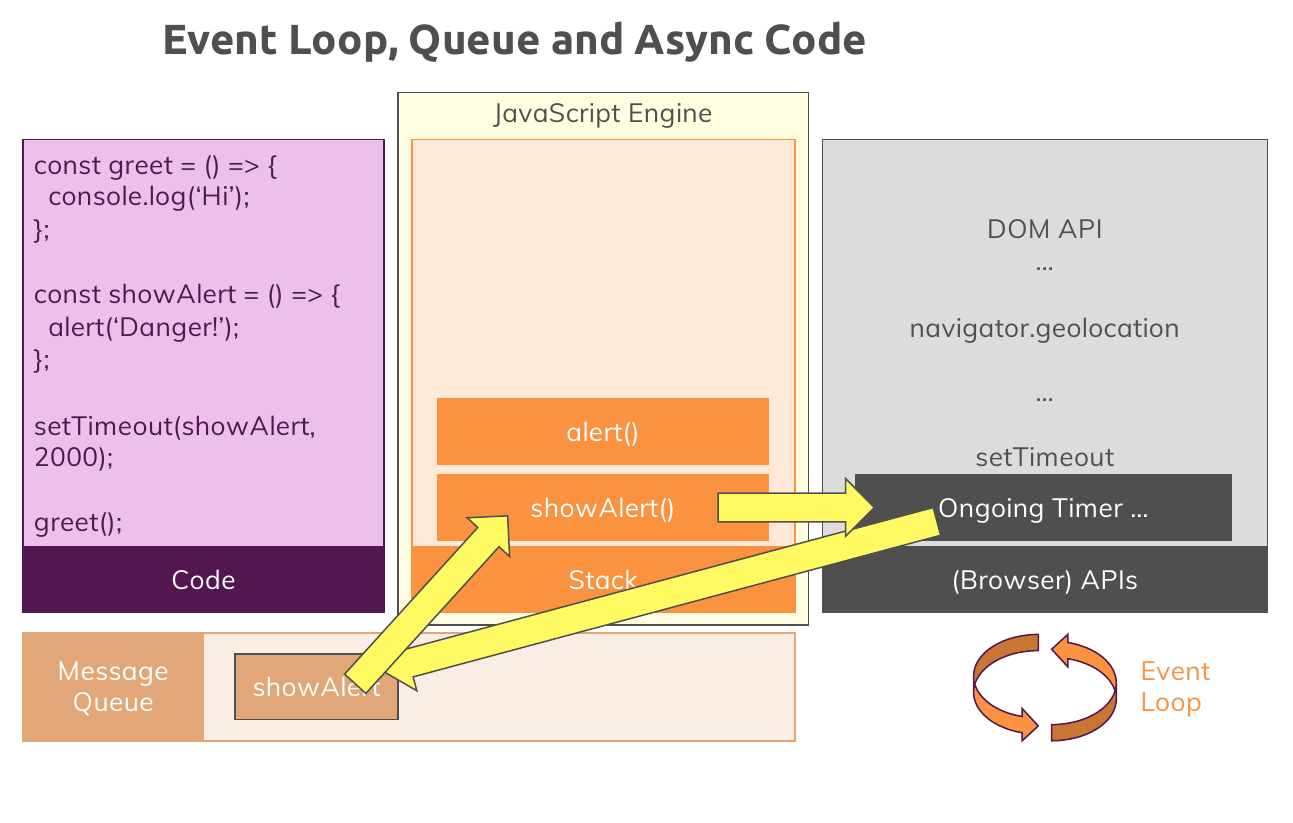 Event Loop, Queue and Async Code
JavaScript Engine
const greet = () => {
console.log(‘Hi’);
};
const showAlert = () => {
alert(‘Danger!’);
};
setTimeout(showAlert,
2000);
greet();
Code
alert()
showAlert()
Stack
DOM API
...
navigator.geolocation
...
setTimeout
Ongoing Timer ...
(Browser) APIs
Message
Queue
showAlert
Event
Loop